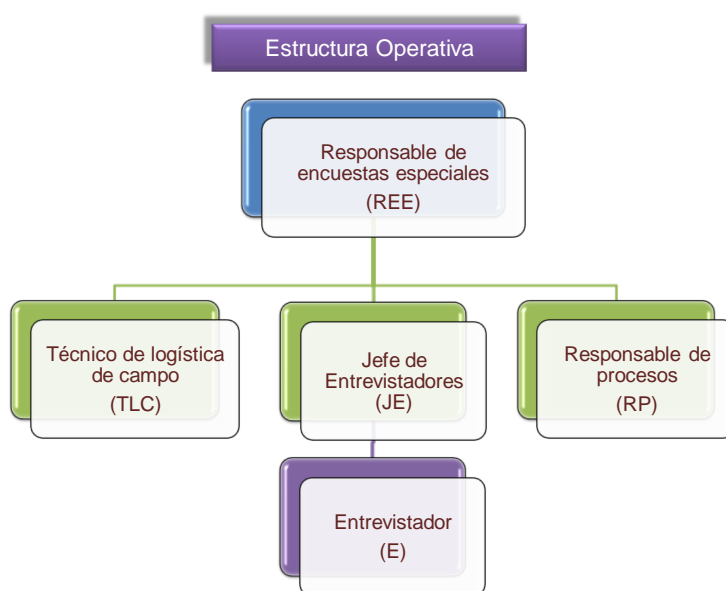 Estructura Operativa
Responsable de
encuestas especiales
(REE)
Técnico de logística
de campo
(TLC)
Jefe de
Entrevistadores
(JE)
Responsable de
procesos
(RP)
Entrevistador
(E)